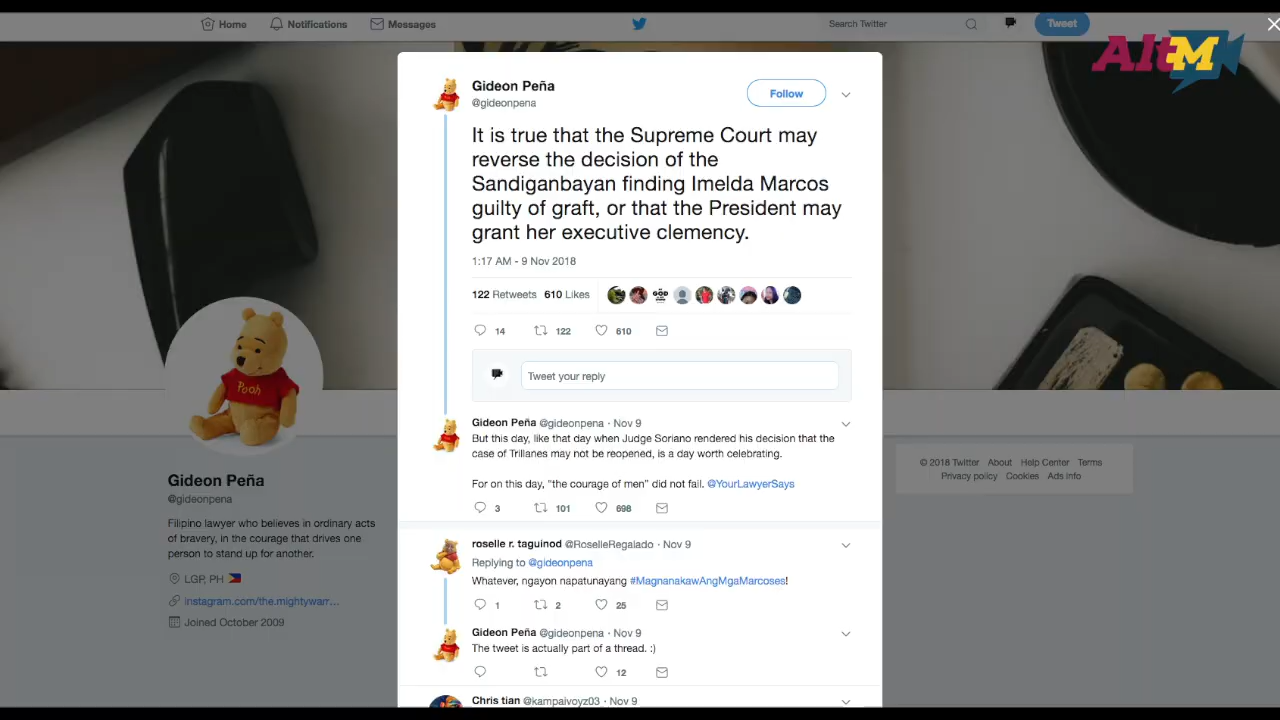 Home
Notifications
Messages
Search Twitter
Tweet
AltM
Gideon Peña
@gideonpena
Follow
It is true that the Supreme Court may
reverse the decision of the
Sandiganbayan finding Imelda Marcos
guilty of graft, or that the President may
grant her executive clemency.
1:17 AM - 9 Nov 2018
122 Retweets 610 Likes
14 122 610
Tweet your reply
Gideon Peña @gideonpena · Nov 9
But this day, like that day when Judge Soriano rendered his decision that the
case of Trillanes may not be reopened, is a day worth celebrating.
For on this day, "the courage of men" did not fail. @YourLawyerSays
3 101 698
roselle r. taguinod @RoselleRegalado · Nov 9
Replying to @gideonpena
Whatever, ngayon napatunayang #MagnanakawAngMgaMarcoses!
1 2 25
Gideon Peña @gideonpena · Nov 9
The tweet is actually part of a thread. :)
12
Chris tian @kampaivoyz03 · Nov 9
Pooh
Gideon Peña
@gideonpena
Filipino lawyer who believes in ordinary acts
of bravery, in the courage that drives one
person to stand up for another.
LGP, PH
instagram.com/the.mightywarr...
Joined October 2009
© 2018 Twitter About Help Center Terms
Privacy policy Cookies Ads info